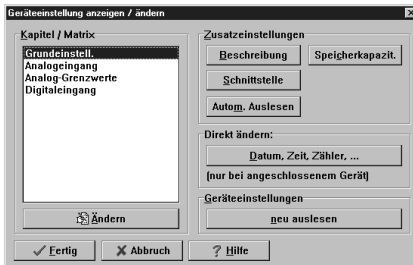 Geräteeinstellung anzeigen / ändern
Kapitel / Matrix
Grundeinstell.
Analogeingang
Analog-Grenzwerte
Digitaleingang
Ändern
Zusatzeinstellungen
Beschreibung
Speicherkapazit.
Schnittstelle
Autom. Auslesen
Direkt ändern:
Datum, Zeit, Zähler, ...
(nur bei angeschlossenem Gerät)
Geräteeinstellungen
neu auslesen
Fertig
Abbruch
? Hilfe